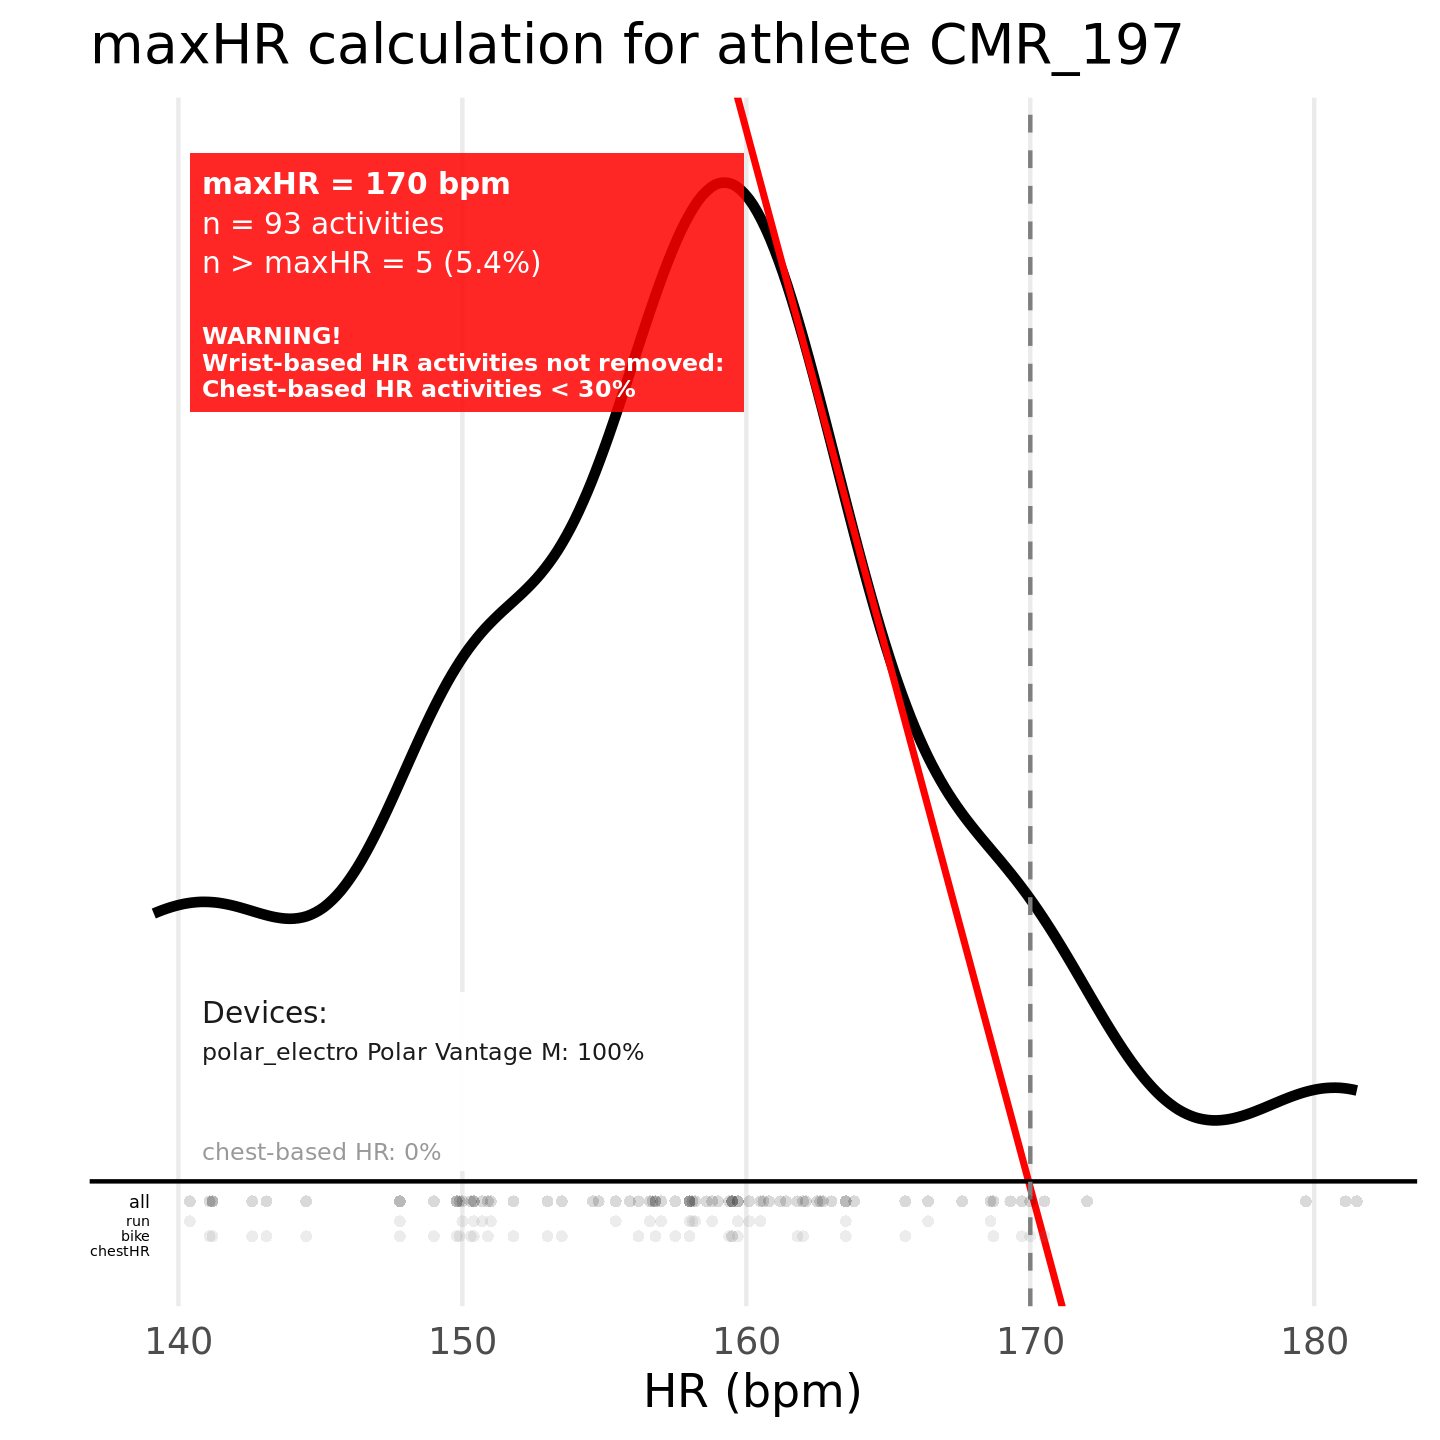 maxHR calculation for athlete CMR_197
maxHR = 170 bpm
n = 93 activities
n > maxHR = 5 (5.4%)
WARNING!
Wrist-based HR activities not removed:
Chest-based HR activities < 30%
Devices:
polar_electro Polar Vantage M: 100%
chest-based HR: 0%
all
run
bike
chestHR
140 150 160 170 180
HR (bpm)